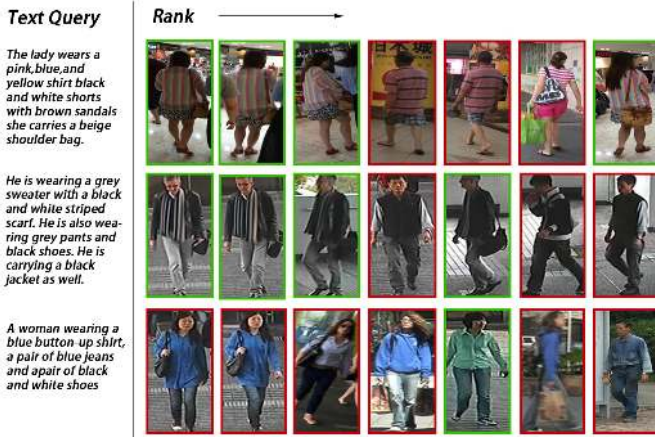 Text Query
Rank
The lady wears a
pink,blue,and
yellow shirt black
and white shorts
with brown sandals
she carries a beige
shoulder bag.
He is wearing a grey
sweater with a black
and white striped
scarf. He is also wea-
ring grey pants and
black shoes. He is
carrying a black
jacket as well.
A woman wearing a
blue button-up shirt,
a pair of blue jeans
and apair of black
and white shoes